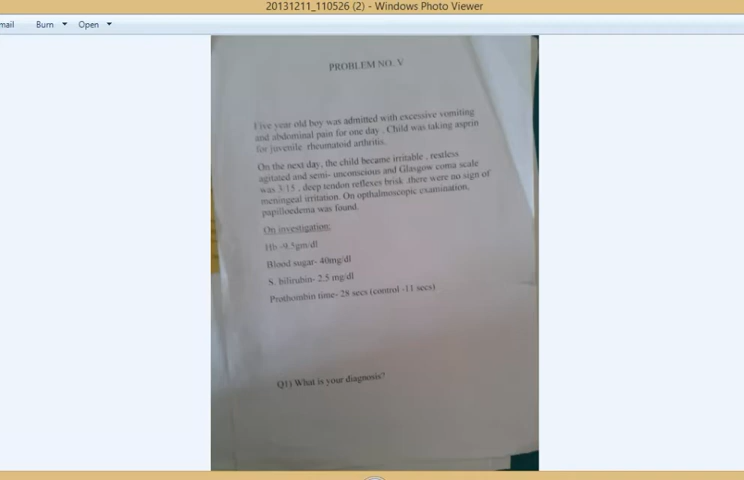 20131211_110526 (2) - Windows Photo Viewer
mail Burn Open
PROBLEM NO. V
Five year old boy was admitted with excessive vomiting
and abdominal pain for one day . Child was taking asprin
for juvenile rheumatoid arthritis.
On the next day, the child became irritable , restless
agitated and semi- unconscious and Glasgow coma scale
was 3/15 , deep tendon reflexes brisk .there were no sign of
meningeal irritation. On opthalmoscopic examination,
papilloedema was found.
On investigation:
Hb -9.5gm/dl
Blood sugar- 40mg/dl
S. bilirubin- 2.5 mg/dl
Prothombin time- 28 secs (control -11 secs)
Q1) What is your diagnosis?